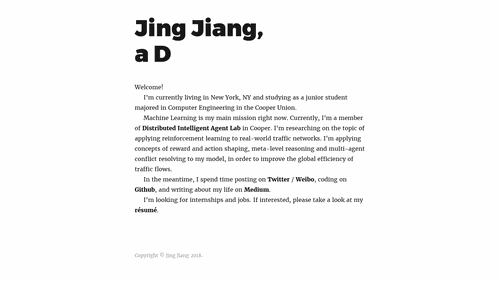 Jing Jiang,
a D
Welcome!
I'm currently living in New York, NY and studying as a junior student
majored in Computer Engineering in the Cooper Union.
Machine Learning is my main mission right now. Currently, I'm a member
of Distributed Intelligent Agent Lab in Cooper. I'm researching on the topic of
applying reinforcement learning to real-world traffic networks. I'm applying
concepts of reward and action shaping, meta-level reasoning and multi-agent
conflict resolving to my model, in order to improve the global efficiency of
traffic flows.
In the meantime, I spend time posting on Twitter / Weibo, coding on
Github, and writing about my life on Medium.
I'm looking for internships and jobs. If interested, please take a look at my
résumé.
Copyright © Jing Jiang 2018.